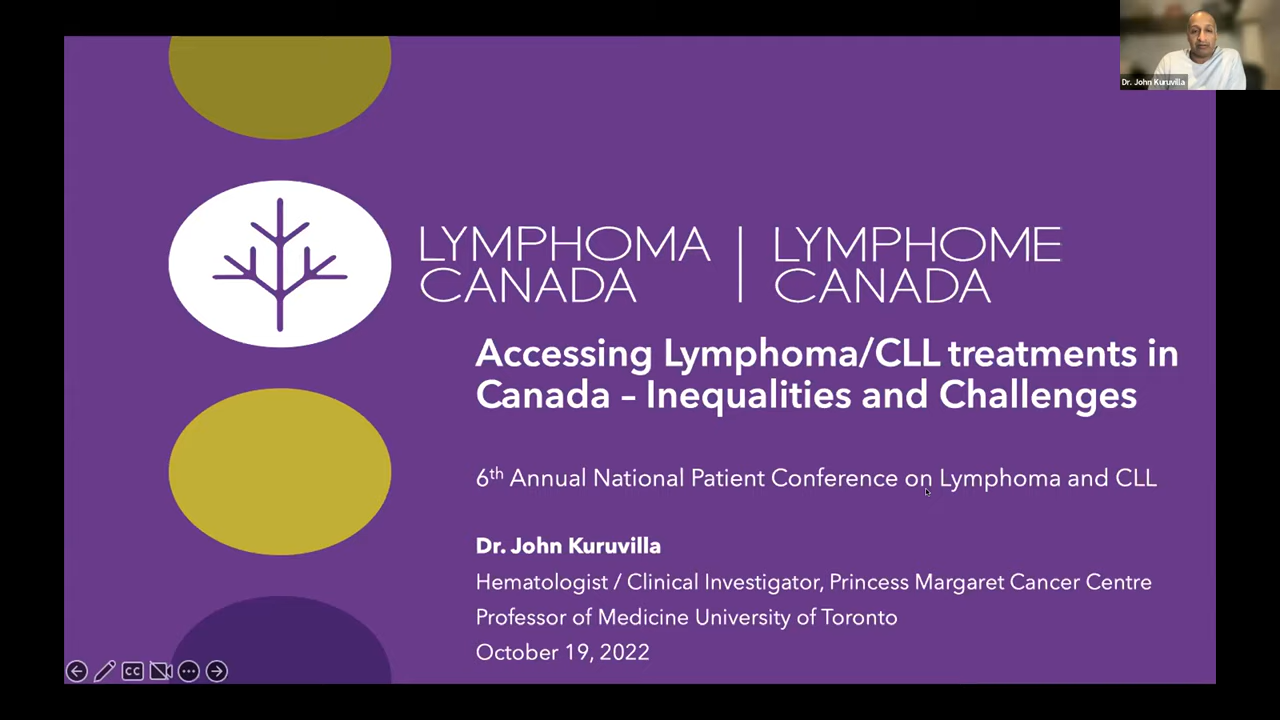 Dr. John Kuruvilla
LYMPHOMA CANADA | LYMPHOME CANADA
Accessing Lymphoma/CLL treatments in
Canada – Inequalities and Challenges
6th Annual National Patient Conference on Lymphoma and CLL
Dr. John Kuruvilla
Hematologist / Clinical Investigator, Princess Margaret Cancer Centre
Professor of Medicine University of Toronto
October 19, 2022
CC